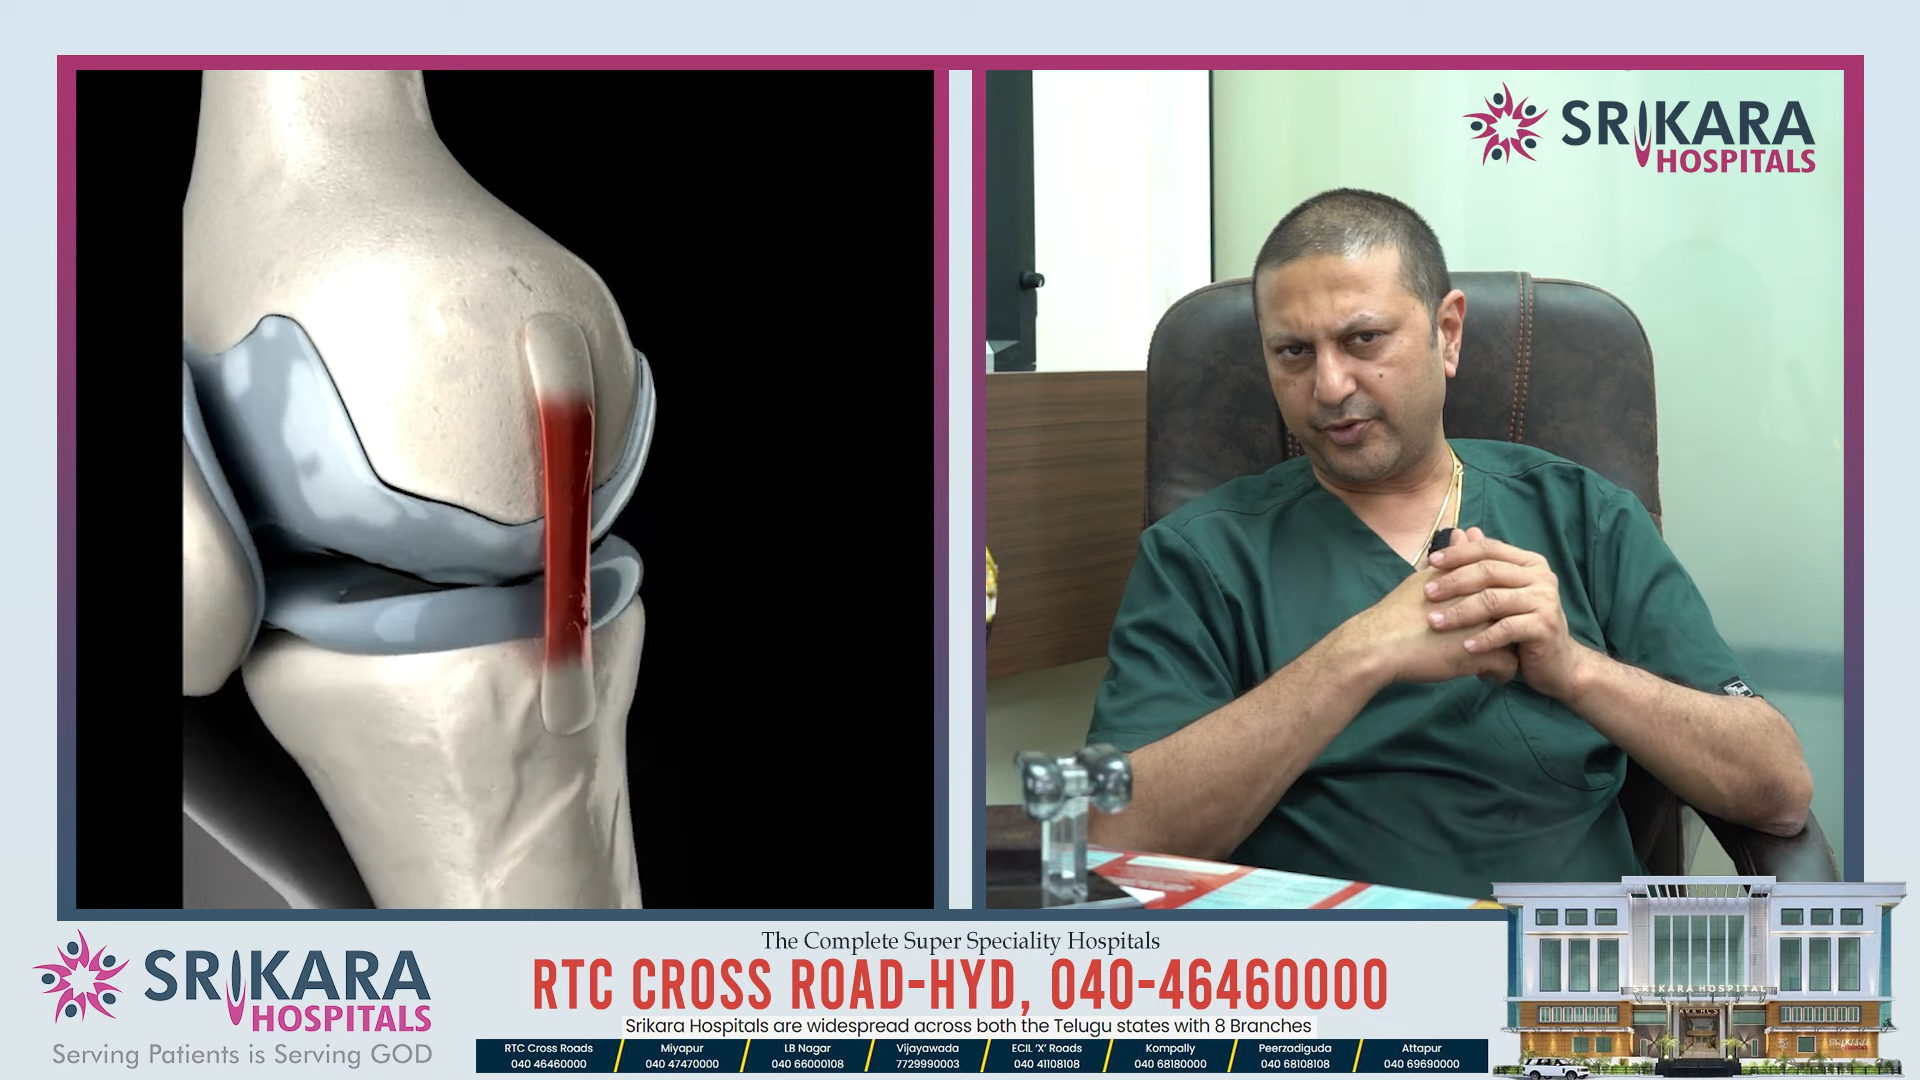 SRIKARA
HOSPITALS
SRIKARA
HOSPITALS
Serving Patients is Serving GOD
The Complete Super Speciality Hospitals
RTC CROSS ROAD-HYD, 040-46460000
Srikara Hospitals are widespread across both the Telugu states with 8 Branches
RTC Cross Roads
040 46460000
Miyapur
040 47470000
LB Nagar
040 66000108
Vijayawada
7729990003
ECIL ‘X’ Roads
040 41108108
Kompally
040 68180000
Peerzadiguda
040 68108108
Attapur
040 69690000
SRIKARA HOSPITAL